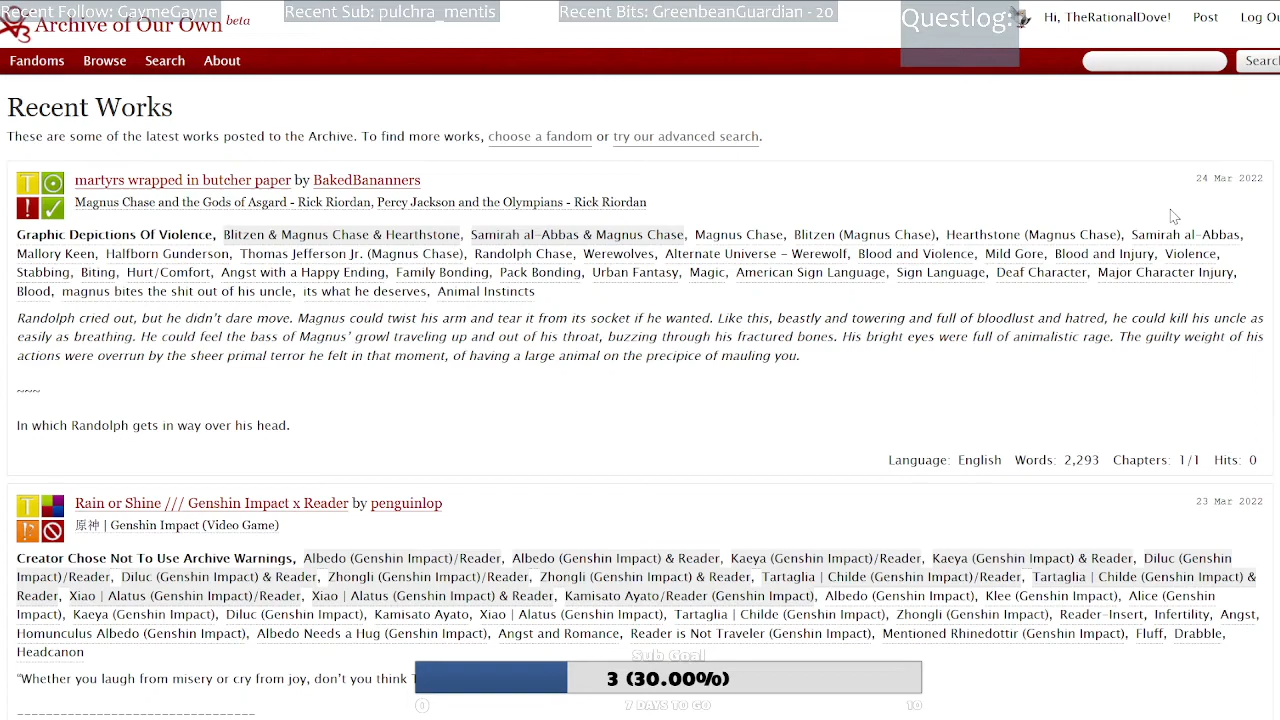 Recent Follow: GaymeGayne
Recent Sub: pulchra_mentis
Recent Bits: GreenbeanGuardian - 20
Questlog:
Archive of Our Own beta
Hi, TheRationalDove!
Post
Log Ou
Fandoms
Browse
Search
About
Searc
Recent Works
These are some of the latest works posted to the Archive. To find more works, choose a fandom or try our advanced search.
martyrs wrapped in butcher paper by BakedBananners
24 Mar 2022
Magnus Chase and the Gods of Asgard - Rick Riordan, Percy Jackson and the Olympians - Rick Riordan
Graphic Depictions Of Violence, Blitzen & Magnus Chase & Hearthstone, Samirah al-Abbas & Magnus Chase, Magnus Chase, Blitzen (Magnus Chase), Hearthstone (Magnus Chase), Samirah al-Abbas,
Mallory Keen, Halfborn Gunderson, Thomas Jefferson Jr. (Magnus Chase), Randolph Chase, Werewolves, Alternate Universe - Werewolf, Blood and Violence, Mild Gore, Blood and Injury, Violence,
Stabbing, Biting, Hurt/Comfort, Angst with a Happy Ending, Family Bonding, Pack Bonding, Urban Fantasy, Magic, American Sign Language, Sign Language, Deaf Character, Major Character Injury,
Blood, magnus bites the shit out of his uncle, its what he deserves, Animal Instincts
Randolph cried out, but he didn't dare move. Magnus could twist his arm and tear it from its socket if he wanted. Like this, beastly and towering and full of bloodlust and hatred, he could kill his uncle as
easily as breathing. He could feel the bass of Magnus' growl traveling up and out of his throat, buzzing through his fractured bones. His bright eyes were full of animalistic rage. The guilty weight of his
actions were overrun by the sheer primal terror he felt in that moment, of having a large animal on the precipice of mauling you.
~~~
In which Randolph gets in way over his head.
Language: English Words: 2,293 Chapters: 1/1 Hits: 0
Rain or Shine /// Genshin Impact x Reader by penguinlop
23 Mar 2022
原神 | Genshin Impact (Video Game)
Creator Chose Not To Use Archive Warnings, Albedo (Genshin Impact)/Reader, Albedo (Genshin Impact) & Reader, Kaeya (Genshin Impact)/Reader, Kaeya (Genshin Impact) & Reader, Diluc (Genshin
Impact)/Reader, Diluc (Genshin Impact) & Reader, Zhongli (Genshin Impact)/Reader, Zhongli (Genshin Impact) & Reader, Tartaglia | Childe (Genshin Impact)/Reader, Tartaglia | Childe (Genshin Impact) &
Reader, Xiao | Alatus (Genshin Impact)/Reader, Xiao | Alatus (Genshin Impact) & Reader, Kamisato Ayato/Reader (Genshin Impact), Albedo (Genshin Impact), Klee (Genshin Impact), Alice (Genshin
Impact), Kaeya (Genshin Impact), Diluc (Genshin Impact), Kamisato Ayato, Xiao | Alatus (Genshin Impact), Tartaglia | Childe (Genshin Impact), Zhongli (Genshin Impact), Reader-Insert, Infertility, Angst,
Homunculus Albedo (Genshin Impact), Albedo Needs a Hug (Genshin Impact), Angst and Romance, Reader is Not Traveler (Genshin Impact), Mentioned Rhinedottir (Genshin Impact), Fluff, Drabble,
Headcanon
Sub Goal
"Whether you laugh from misery or cry from joy, don't you think
3 (30.00%)
0
7 DAYS TO GO
10